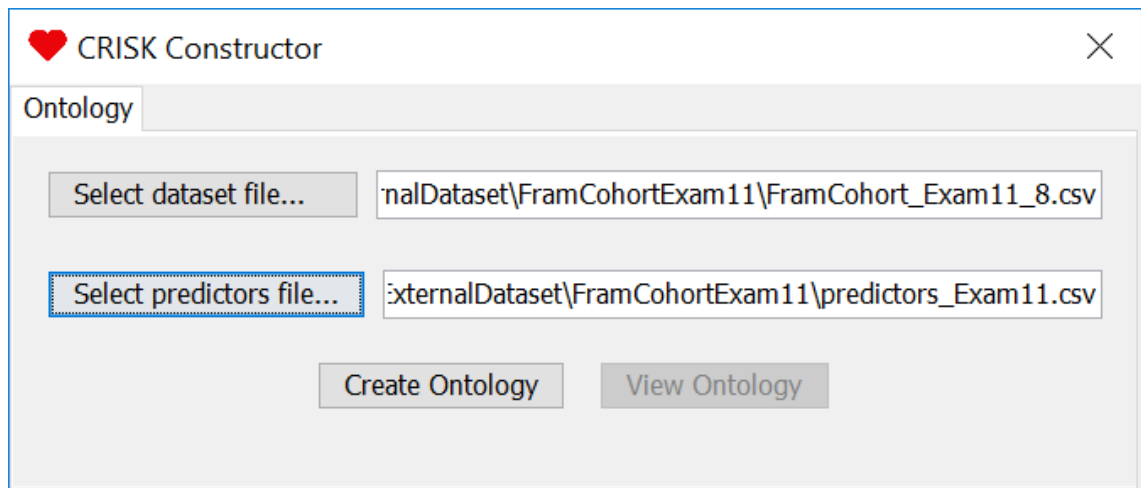 CRISK Constructor
Ontology
Select dataset file... rnalDataset\FramCohortExam11\FramCohort_Exam11_8.csv
Select predictors file... ExternalDataset\FramCohortExam11\predictors_Exam11.csv
Create Ontology View Ontology